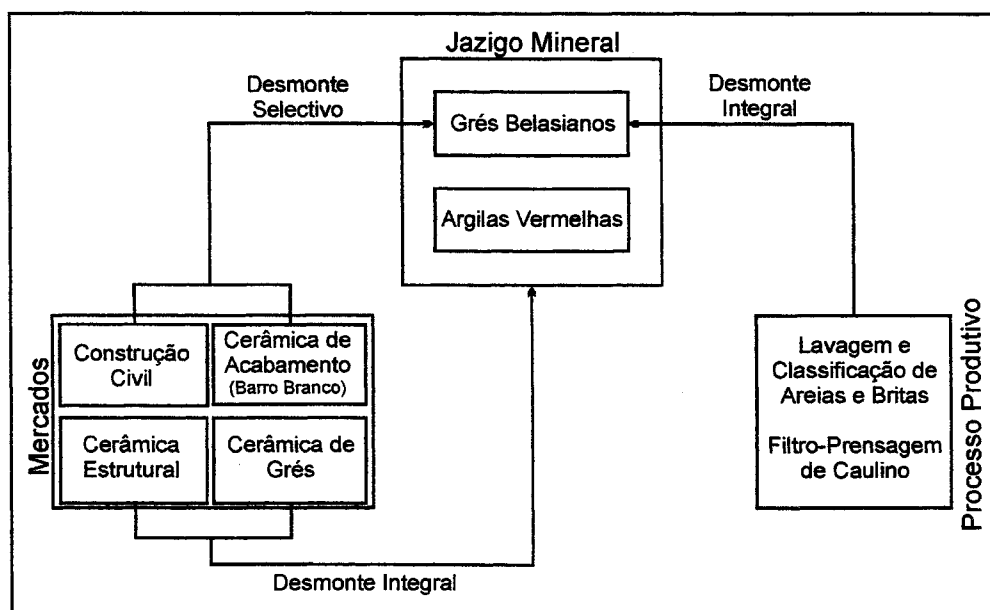 Jazigo Mineral
Desmonte
Selectivo
Desmonte
Integral
Grés Belasianos
Argilas Vermelhas
Mercados
Construção
Civil
Cerâmica de
Acabamento
(Barro Branco)
Cerâmica
Estrutural
Cerâmica de
Grés
Lavagem e
Classificação de
Areias e Britas
Filtro-Prensagem
de Caulino
Processo Produtivo
Desmonte Integral